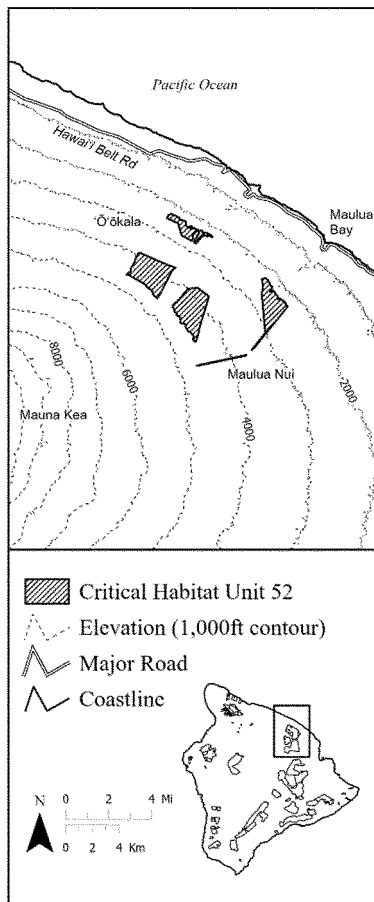 Pacific Ocean
Hawai'i Belt Rd
Maulua
Bay
'Ō'ōkala
8000
6000
Maulua Nui
2000
Mauna Kea
4000
Critical Habitat Unit 52
Elevation (1,000ft contour)
Major Road
Coastline
N
0 2 4 Mi
0 2 4 Km